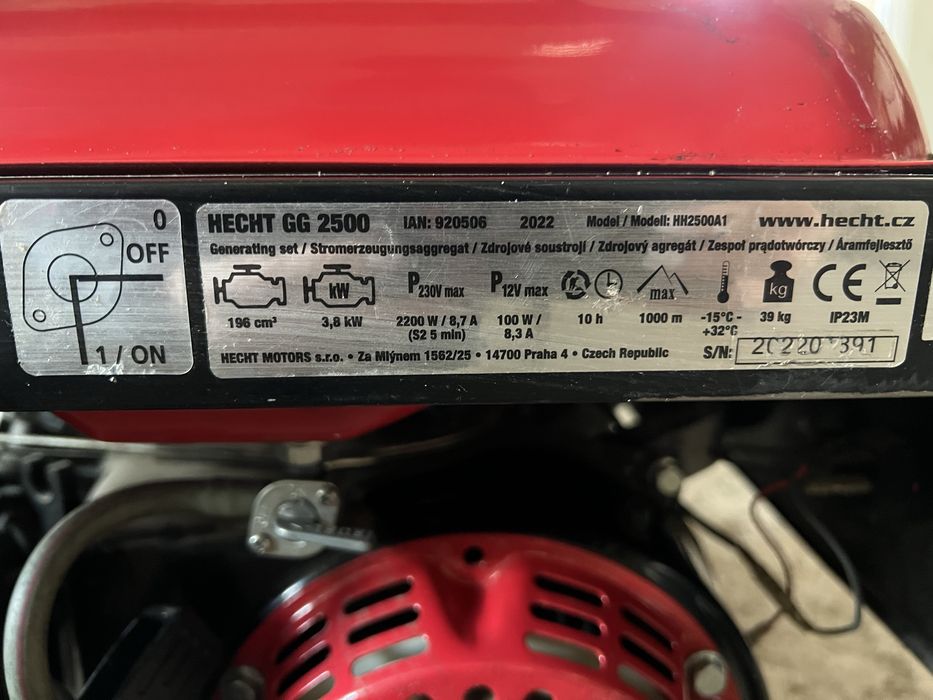 0
OFF
1 / ON
HECHT GG 2500 IAN: 920506 2022 Model / Modell: HH2500A1 www.hecht.cz
Generating set / Stromerzeugungsaggregat / Zdrojové soustrojí / Zdrojový agregát / Zespoł prądotwórczy / Áramfejlesztő
kW P230V max P12V max max kg CE
196 cm³ 3,8 kW 2200 W / 8,7 A 100 W / 10 h 1000 m -15°C - 39 kg IP23M
(S2 5 min) 8,3 A +32°C
HECHT MOTORS s.r.o. • Za Mlýnem 1562/25 • 14700 Praha 4 • Czech Republic S/N: